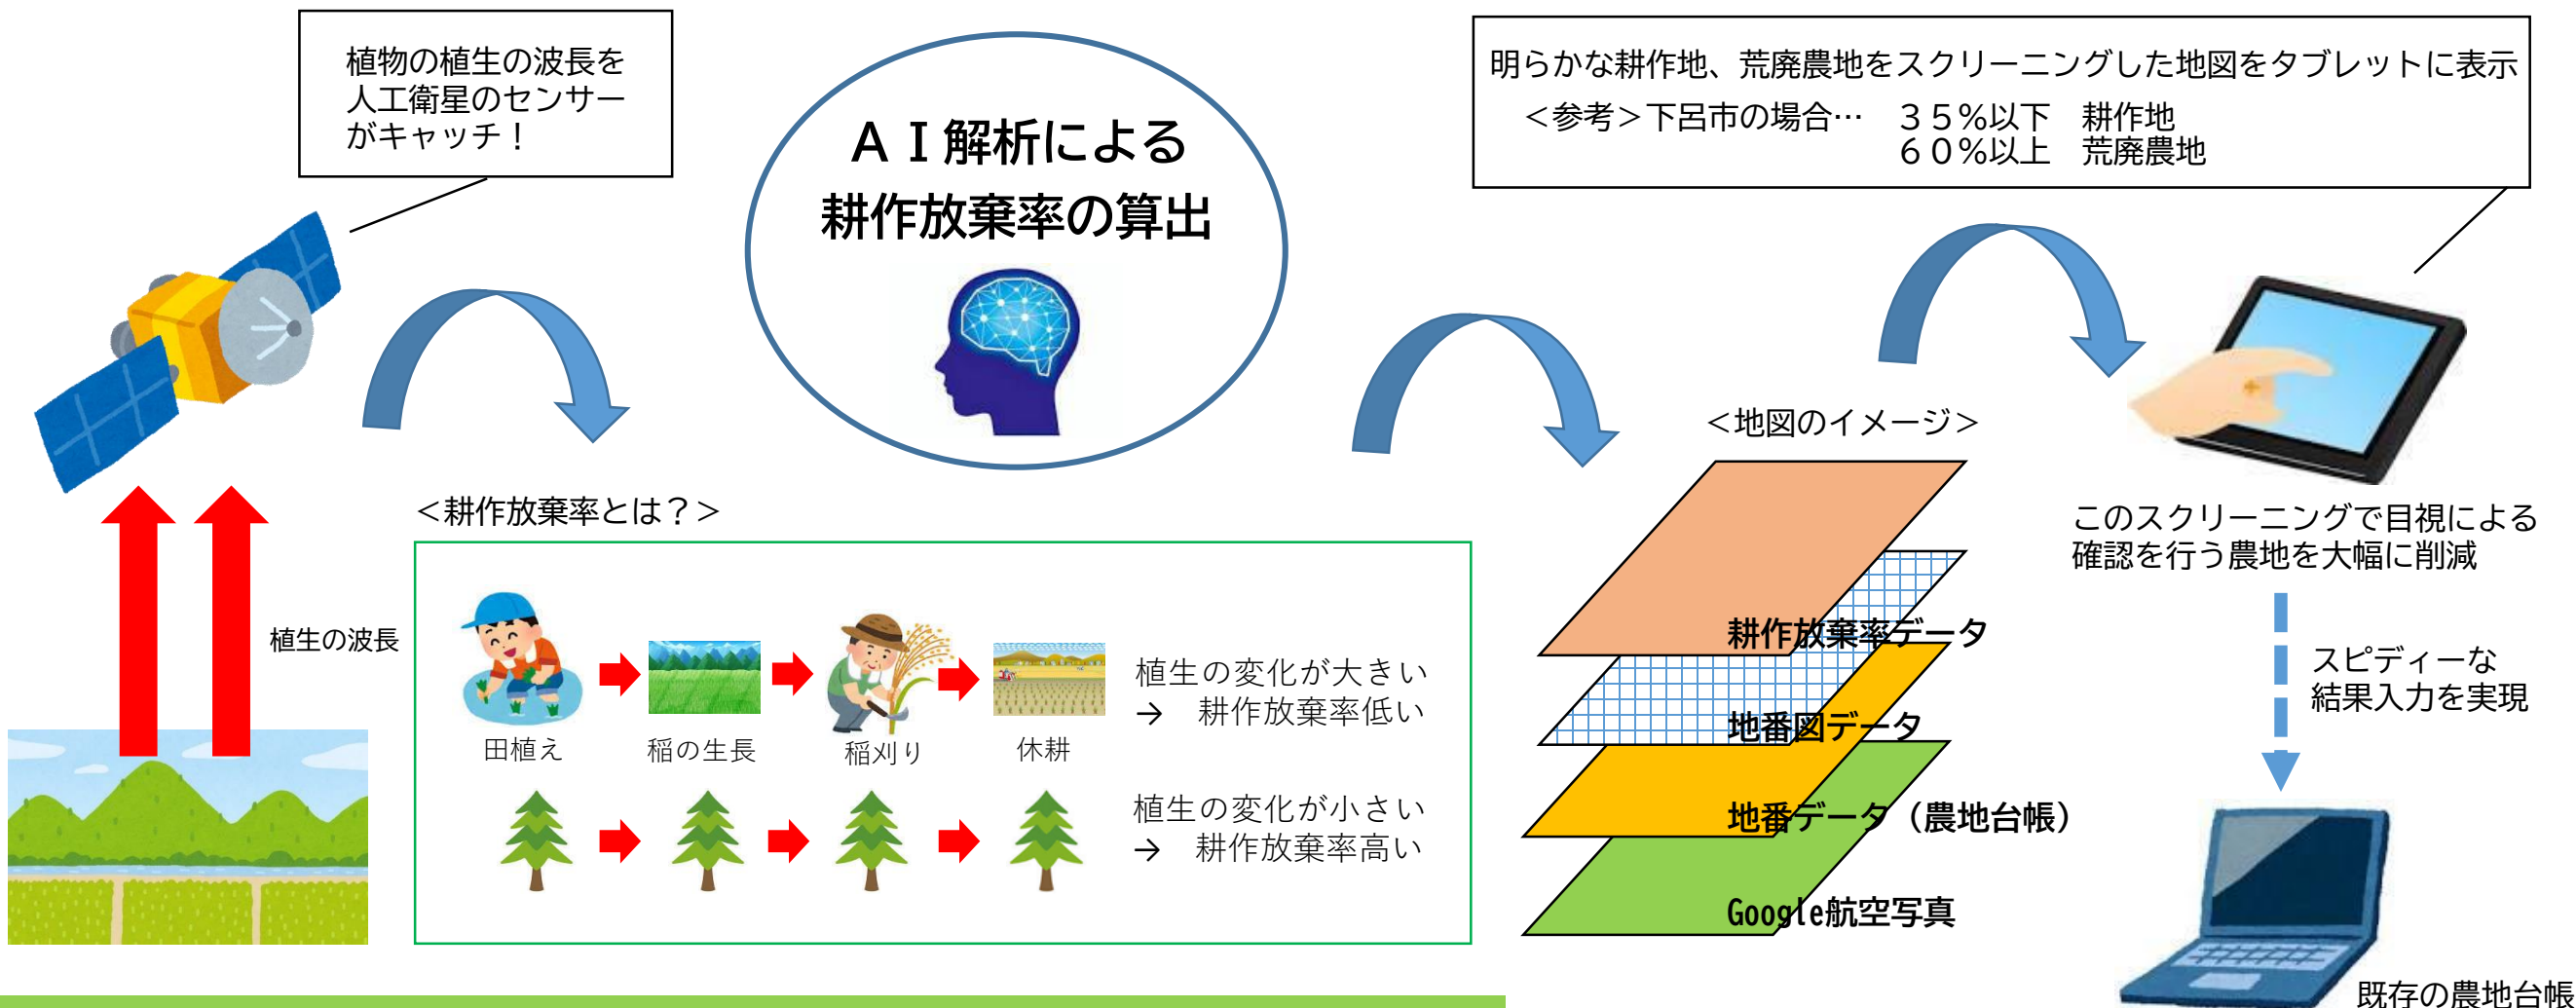 植物の植生の波長を
人工衛星のセンサー
がキャッチ！
ＡＩ解析による
耕作放棄率の算出
明らかな耕作地、荒廃農地をスクリーニングした地図をタブレットに表示
＜参考＞下呂市の場合…　３５％以下　耕作地
６０％以上　荒廃農地
植生の波長
＜耕作放棄率とは？＞
田植え
稲の生長
稲刈り
休耕
植生の変化が大きい
→　耕作放棄率低い
植生の変化が小さい
→　耕作放棄率高い
＜地図のイメージ＞
耕作放棄率データ
地番図データ
地番データ（農地台帳）
Google航空写真
このスクリーニングで目視による
確認を行う農地を大幅に削減
スピディーな
結果入力を実現
既存の農地台帳